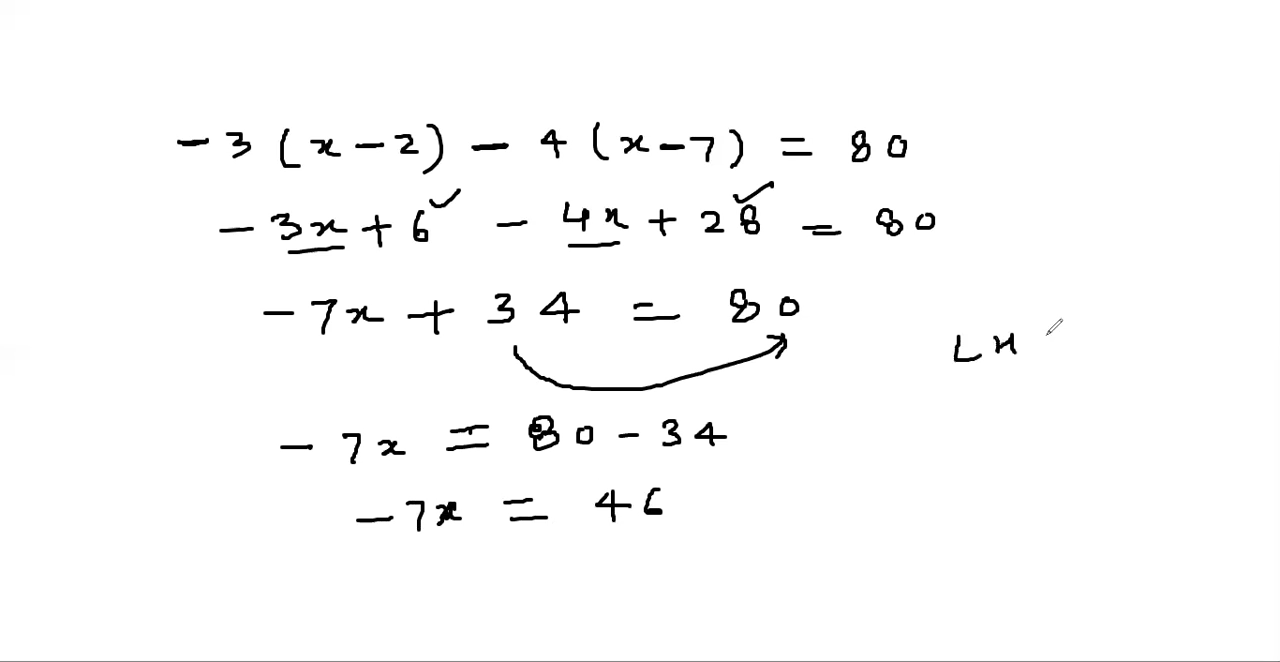 -3(x-2) - 4(x-7) = 80
-3x+6 - 4x+28 = 80
-7x + 34 = 80
LH
-7x = 80-34
-7x = 46